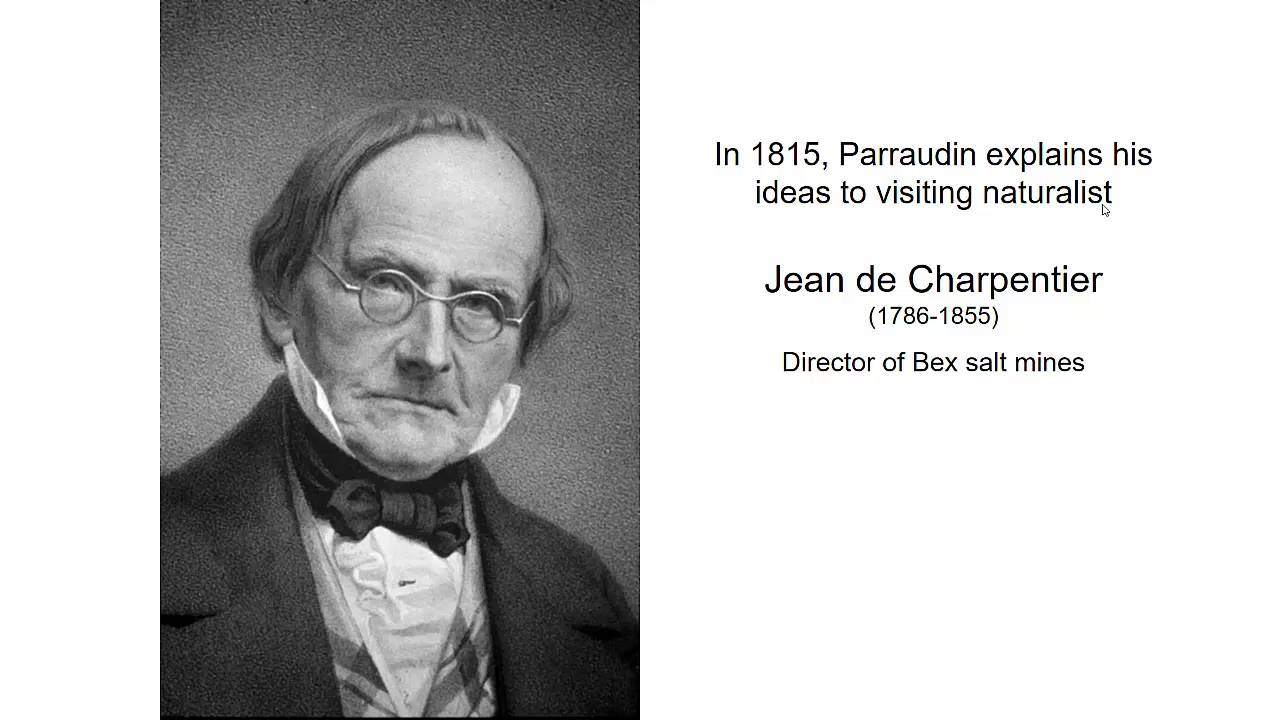 In 1815, Parraudin explains his
ideas to visiting naturalist
Jean de Charpentier
(1786-1855)
Director of Bex salt mines